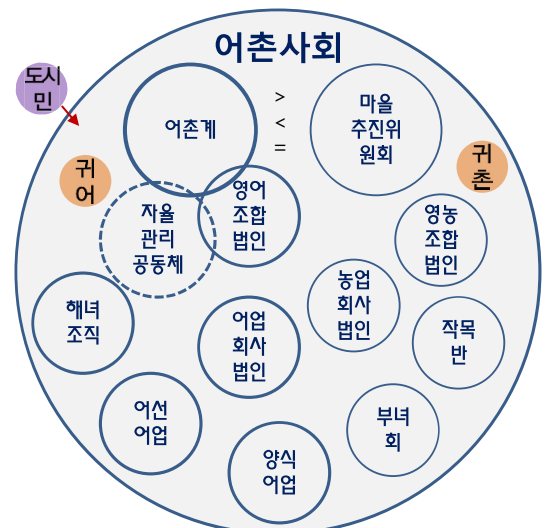 어촌사회
도시
민
어촌계
>
<
=
마을
추진위
원회
귀
어
귀
촌
자율
관리
공동체
영어
조합
법인
영농
조합
법인
해녀
조직
어업
회사
법인
농업
회사
법인
작목
반
어선
어업
양식
어업
부녀
회